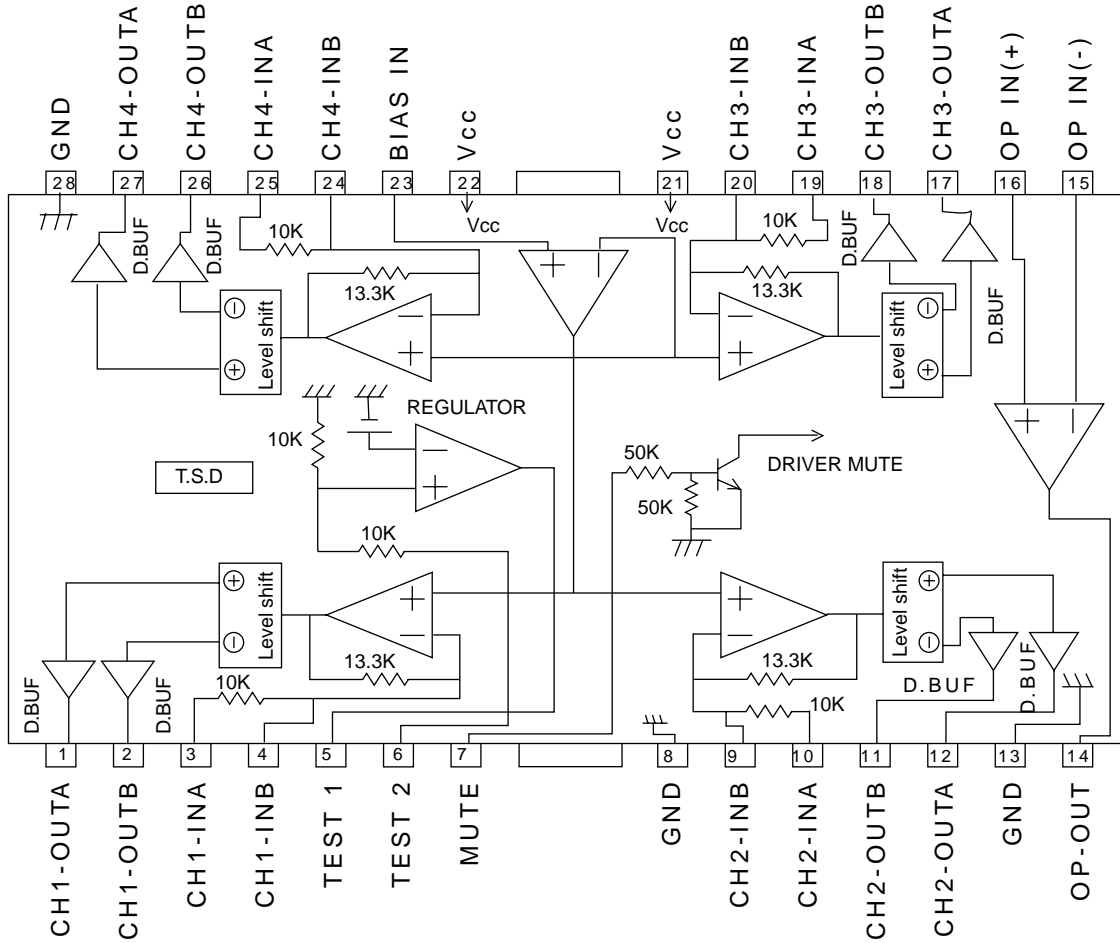 GND
CH4-OUTA
CH4-OUTB
CH4-INA
CH4-INB
BIAS IN
Vcc
Vcc
CH3-INB
CH3-INA
CH3-OUTB
CH3-OUTA
OP IN(+)
OP IN(-)
28
27
26
25
24
23
22
21
20
19
18
17
16
15
Vcc
Vcc
D.BUF
D.BUF
10K
10K
D.BUF
D.BUF
13.3K
13.3K
+ −
− +
Level shift
− +
− +
− +
Level shift
+ −
REGULATOR
10K
− +
50K
DRIVER MUTE
T.S.D
50K
10K
+ −
Level shift
+ −
+ −
Level shift
+ −
13.3K
13.3K
D.BUF
D.BUF
10K
10K
D.BUF
D.BUF
1
2
3
4
5
6
7
8
9
10
11
12
13
14
CH1-OUTA
CH1-OUTB
CH1-INA
CH1-INB
TEST 1
TEST 2
MUTE
GND
CH2-INB
CH2-INA
CH2-OUTB
CH2-OUTA
GND
OP-OUT